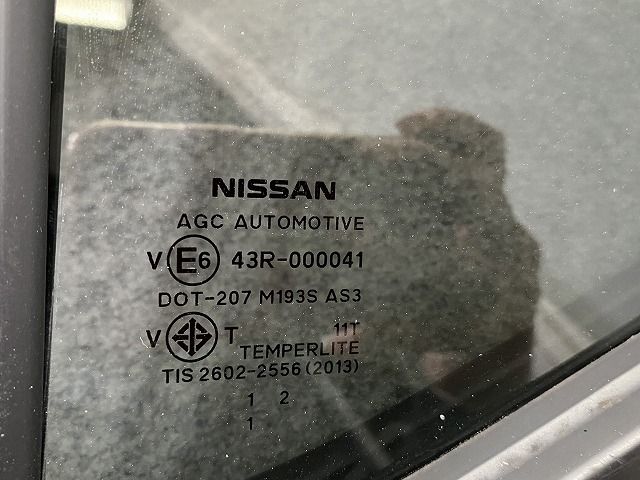 NISSAN
AGC AUTOMOTIVE
V E6 43R-000041
DOT-207 M193S AS3
V T 11T
TEMPERLITE
TIS 2602-2556 (2013)
1 2
1